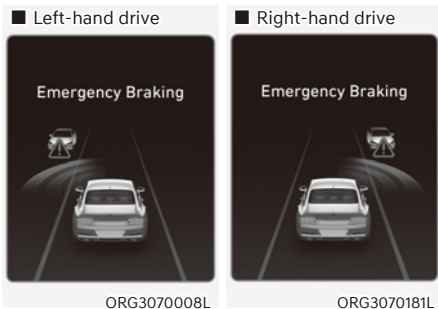 ■ Left-hand drive
Emergency Braking
ORG3070008L
■ Right-hand drive
Emergency Braking
ORG3070181L